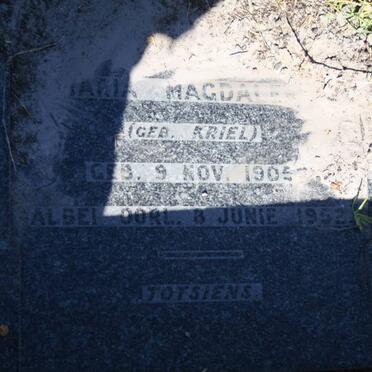 MARIA MAGDALE
(GEB. KRIEL)
GEB. 9 NOV. 1905
ALBEI OORL. 8 JUNIE 1952
TOTSIENS.